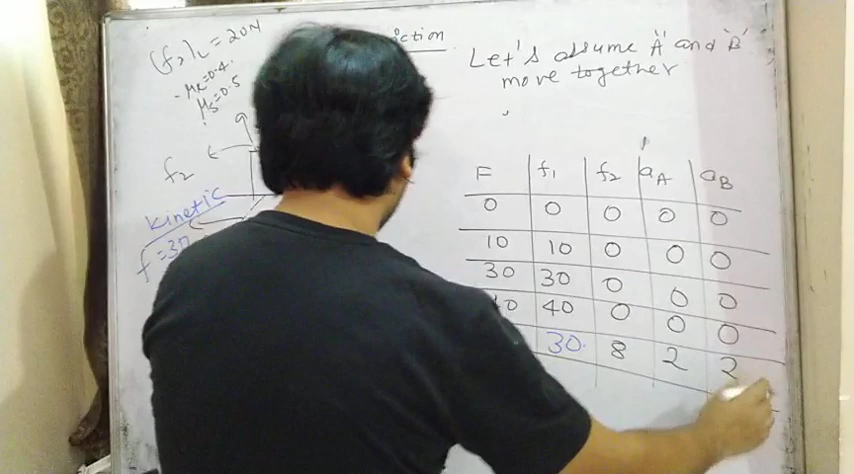 (f2)L = 20N
μK=0.4
μs=0.5
f2
Kinetic
Let's assume "A" and "B"
move together
F f1 f2 aA aB
0 0 0 0 0
10 10 0 0 0
30 30 0 0 0
40 0 0 0
30 8 2 2